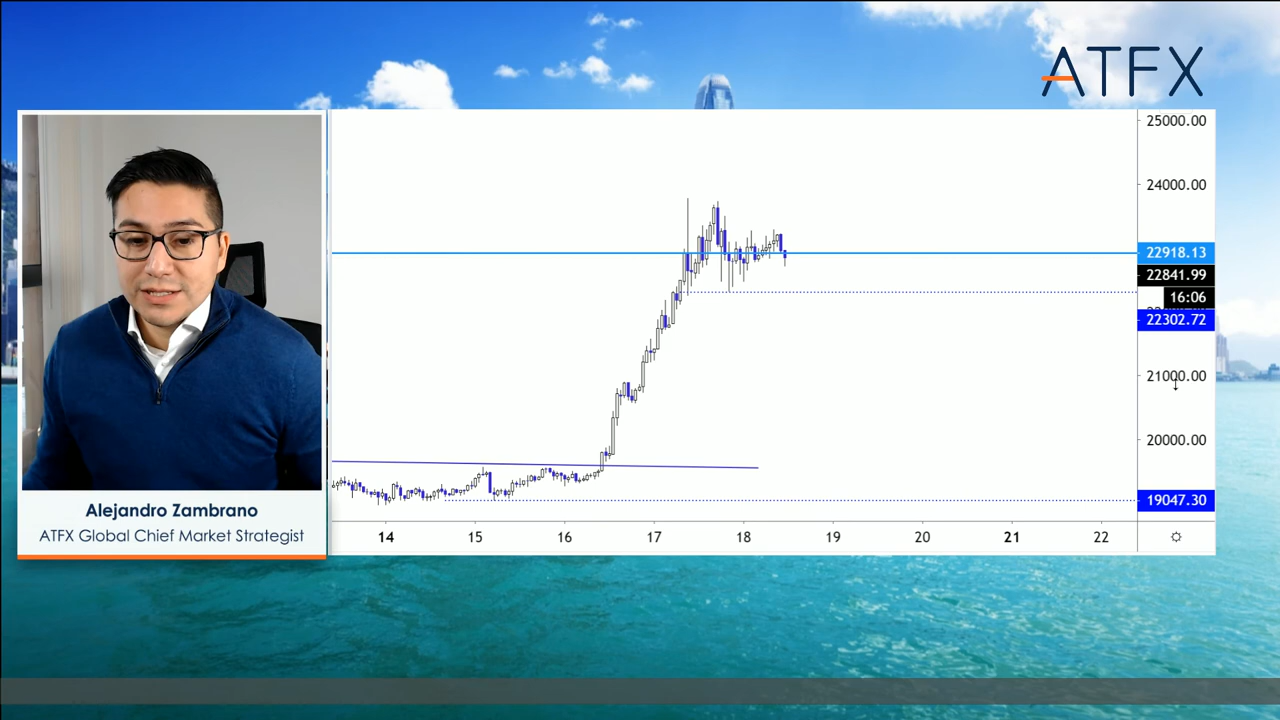 ATFX
25000.00
24000.00
22918.13
22841.99
16:06
22302.72
21000.00
20000.00
19047.30
14 15 16 17 18 19 20 21 22
Alejandro Zambrano
ATFX Global Chief Market Strategist